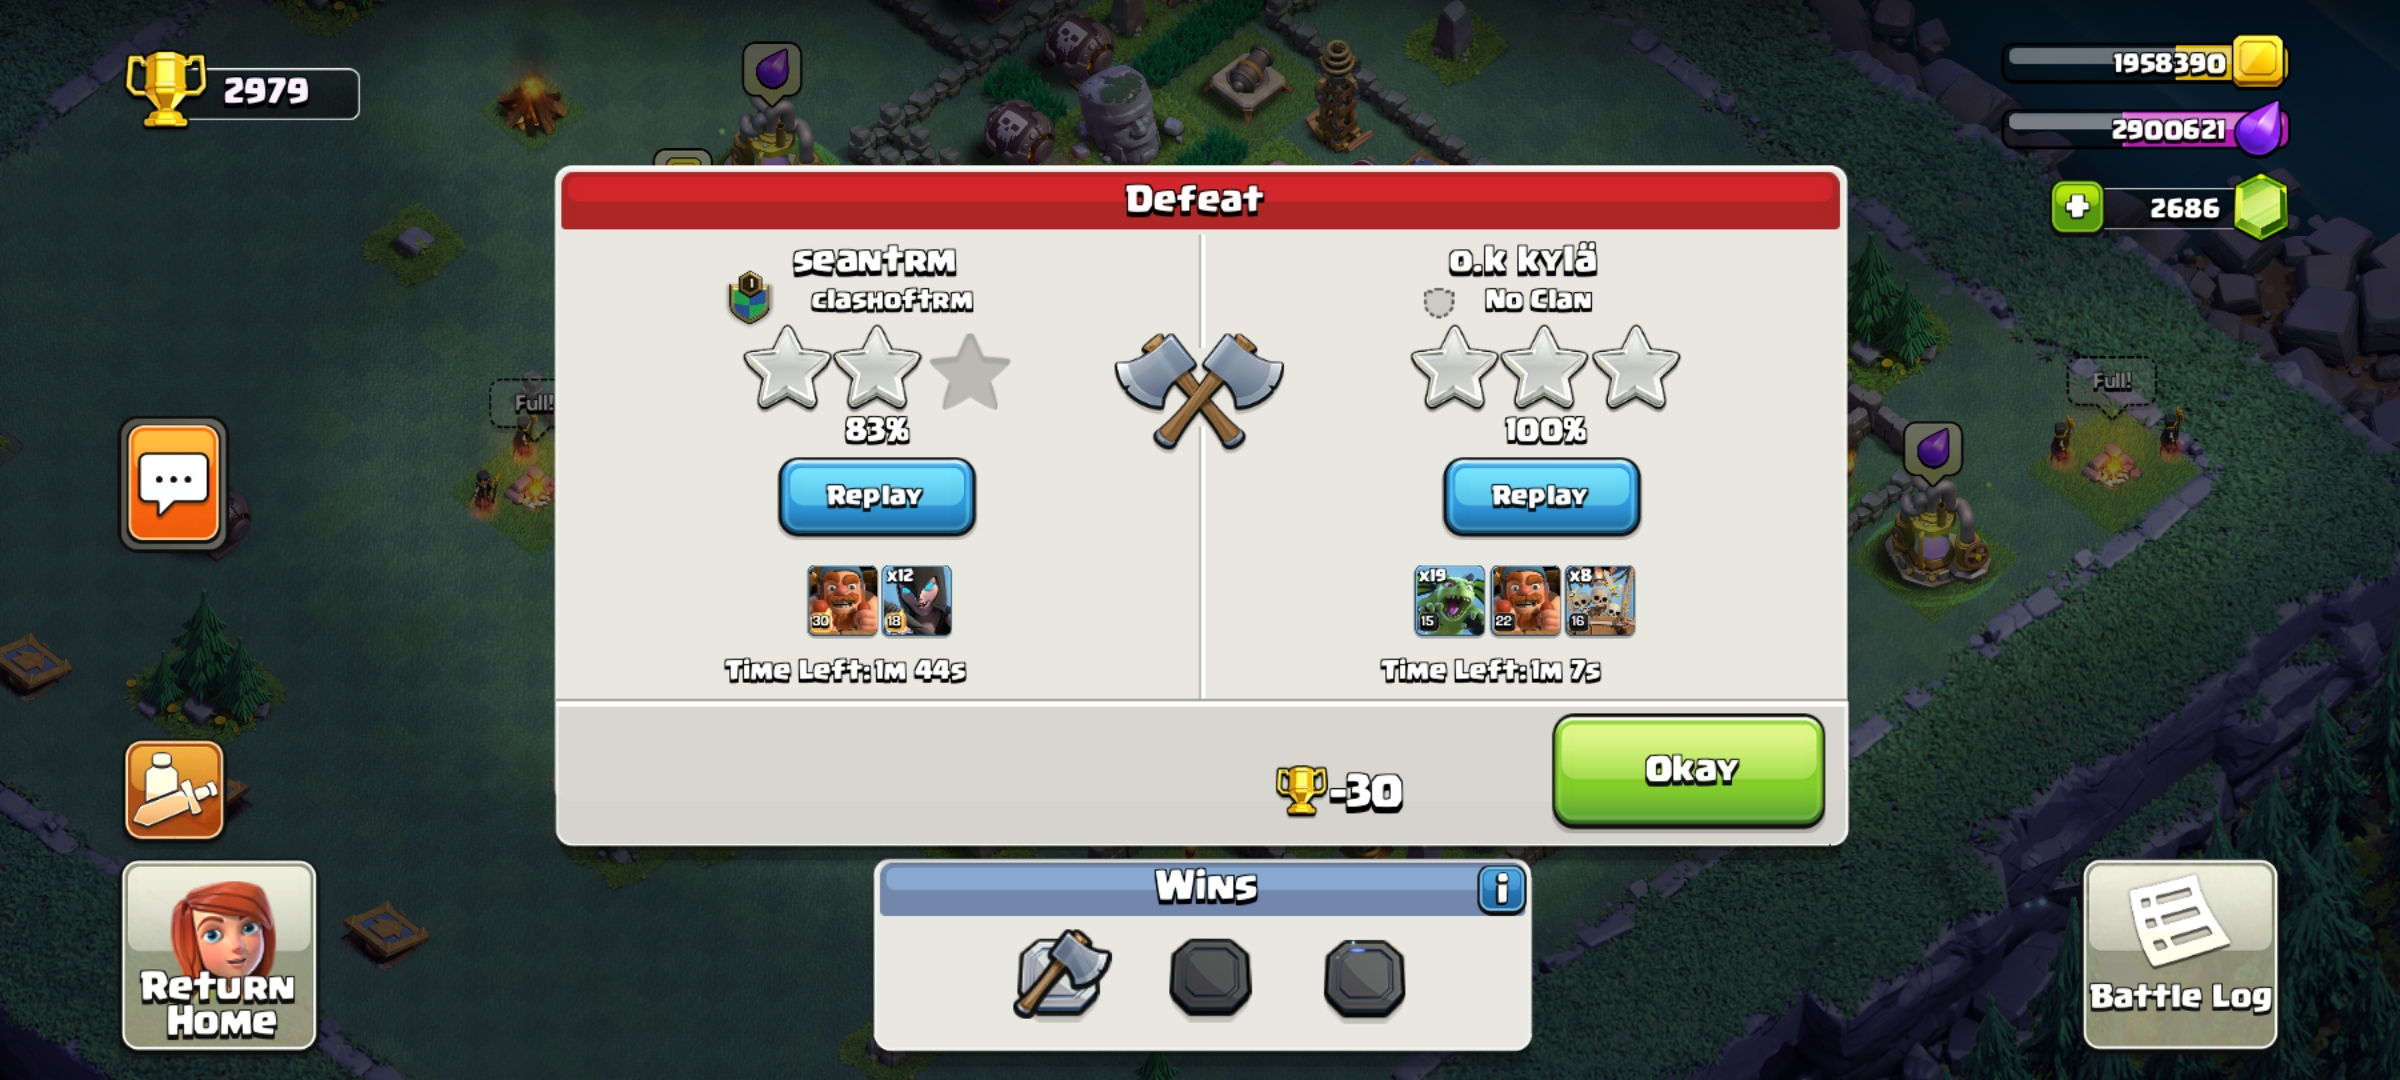 2979
1958390
2900621
2686
Defeat
seantrm
clashoftrm
1
83%
Replay
30
x12
18
Time Left:1m 44s
o.k kylä
No Clan
100%
Replay
x19
15
22
x8
16
Time Left:1m 7s
Full!
Full!
-30
Okay
Wins
i
Return
Home
Battle Log